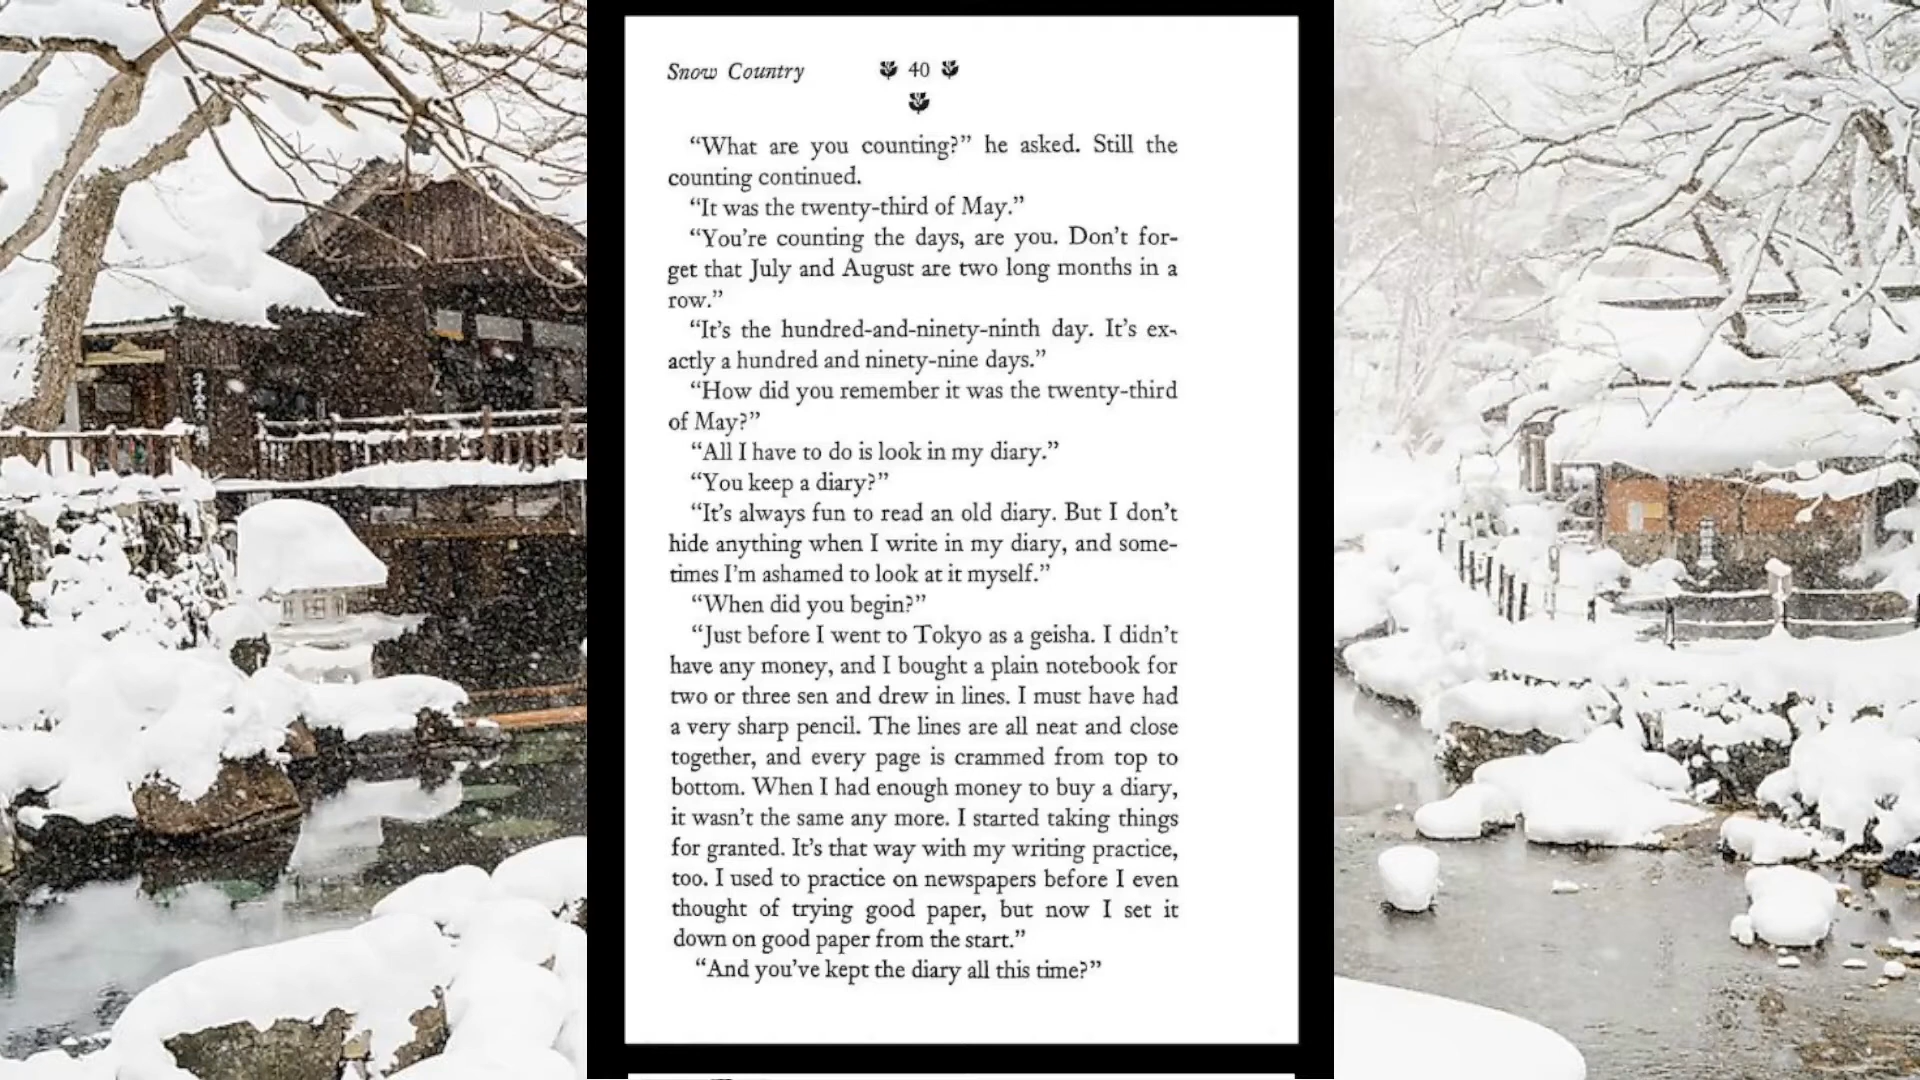 Snow Country 40
“What are you counting?” he asked. Still the
counting continued.
“It was the twenty-third of May.”
“You’re counting the days, are you. Don’t for-
get that July and August are two long months in a
row.”
“It’s the hundred-and-ninety-ninth day. It’s ex-
actly a hundred and ninety-nine days.”
“How did you remember it was the twenty-third
of May?”
“All I have to do is look in my diary.”
“You keep a diary?”
“It’s always fun to read an old diary. But I don’t
hide anything when I write in my diary, and some-
times I’m ashamed to look at it myself.”
“When did you begin?”
“Just before I went to Tokyo as a geisha. I didn’t
have any money, and I bought a plain notebook for
two or three sen and drew in lines. I must have had
a very sharp pencil. The lines are all neat and close
together, and every page is crammed from top to
bottom. When I had enough money to buy a diary,
it wasn’t the same any more. I started taking things
for granted. It’s that way with my writing practice,
too. I used to practice on newspapers before I even
thought of trying good paper, but now I set it
down on good paper from the start.”
“And you’ve kept the diary all this time?”